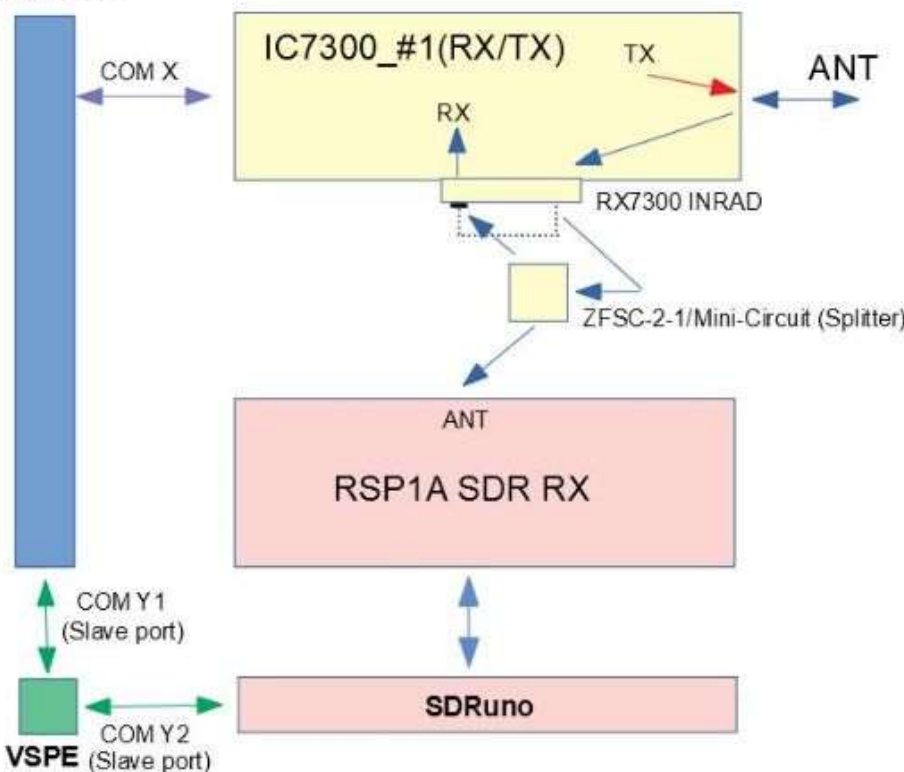 IC7300_#1(RX/TX)
TX
ANT
COM X
RX
RX7300 INRAD
ZFSC-2-1/Mini-Circuit (Splitter)
ANT
RSP1A SDR RX
COM Y1
(Slave port)
SDRuno
COM Y2
VSPE
(Slave port)